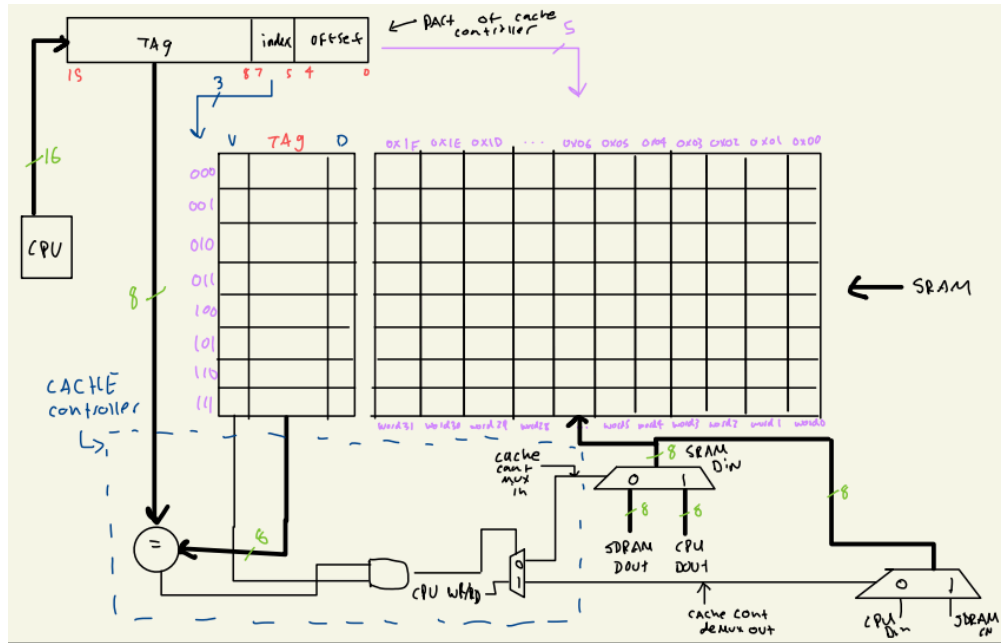 PART of cache
controller
TAg index offset
15 8 7 5 4 0
5
3
16
CPU
8
V TAg D
0x1F 0x1E 0x1D ... 0x06 0x05 0x04 0x03 0x02 0x01 0x00
000
001
010
011
100
101
110
111
SRAM
word31 word30 word29 word28 word5 word4 word3 word2 word1 word0
CACHE
controller
cache
cont
mux
in
8
SRAM
Din
0 1
8 8
SDRAM
Dout
CPU
Dout
8
=
8
CPU WR/RD
0
1
cache cont
demux out
0 1
CPU
Din
SDRAM